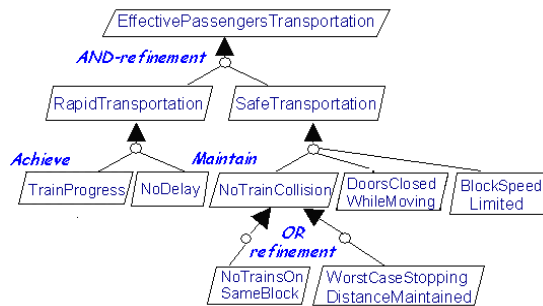 EffectivePassengersTransportation
AND-refinement
RapidTransportation
SafeTransportation
Achieve
Maintain
TrainProgress
NoDelay
NoTrainCollision
DoorsClosed
WhileMoving
BlockSpeed
Limited
OR
refinement
NoTrainsOn
SameBlock
WorstCaseStopping
DistanceMaintained